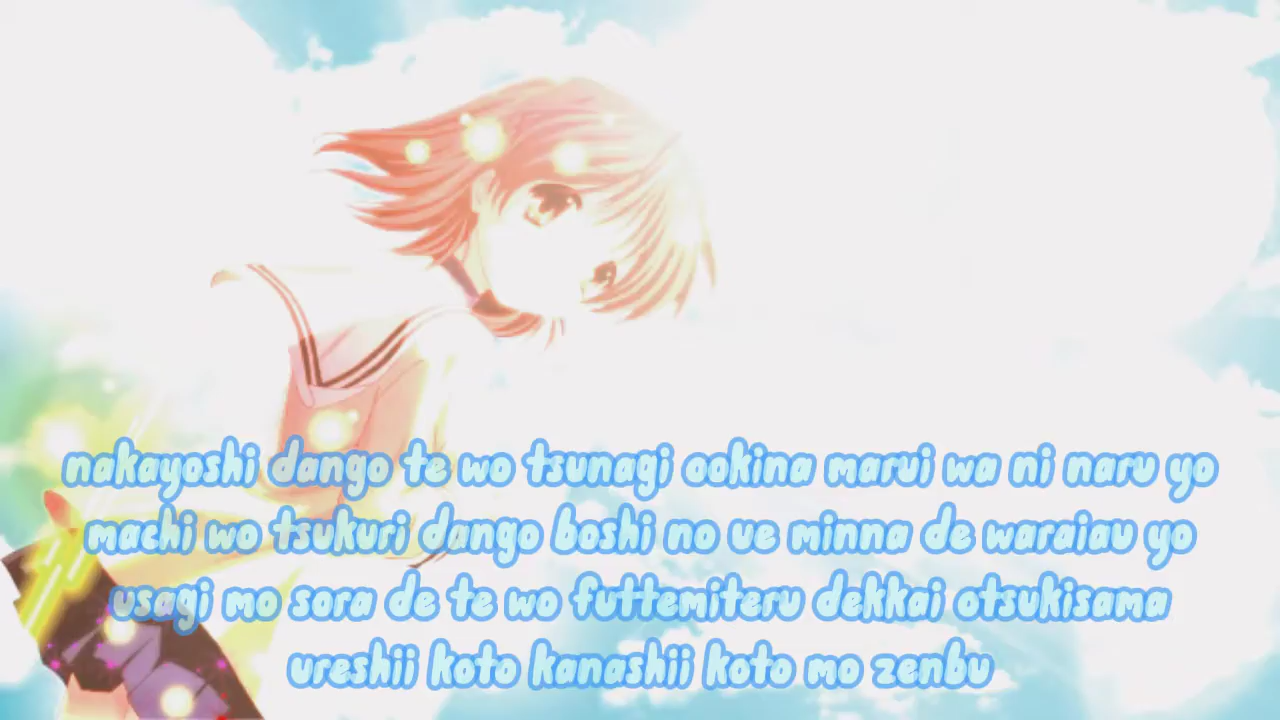 nakayoshi dango te wo tsunagi ookina marui wa ni naru yo
machi wo tsukuri dango boshi no ue minna de waraiau yo
usagi mo sora de te wo futtemiteru dekkai otsukisama
ureshii koto kanashii koto mo zenbu